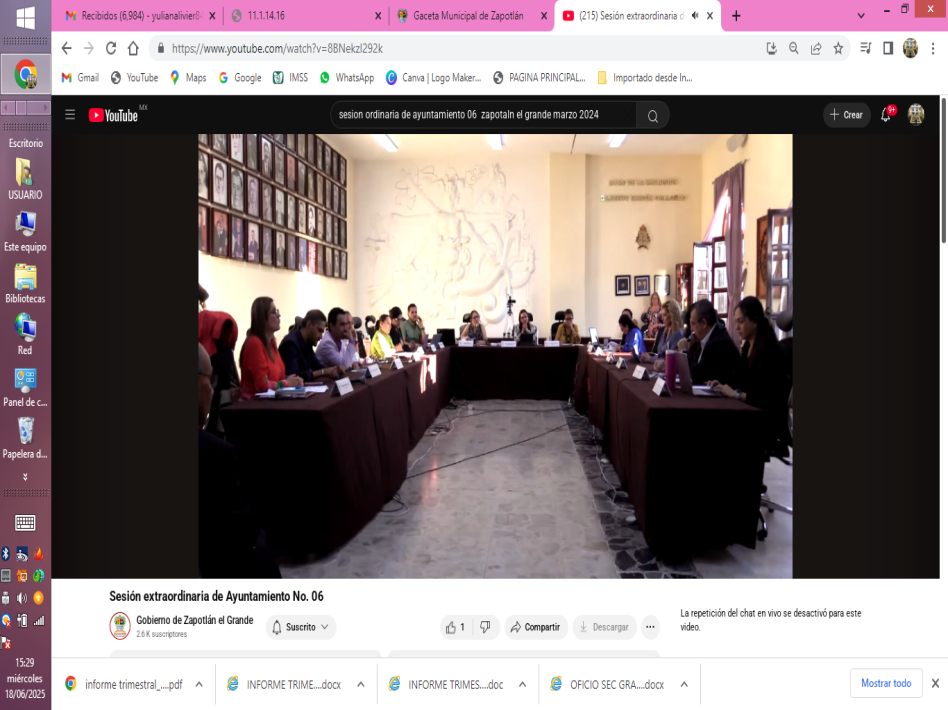 Recibidos (6,984) - yulianalivier8
11.1.14.16
Gaceta Municipal de Zapotlán
(215) Sesión extraordinaria d
https://www.youtube.com/watch?v=8BNekzl292k
Gmail
YouTube
Maps
Google
IMSS
WhatsApp
Canva | Logo Maker...
PAGINA PRINCIPAL...
Importado desde In...
YouTube MX
sesion ordinaria de ayuntamiento 06 zapotaln el grande marzo 2024
Crear
9+
Escritorio
USUARIO
Este equipo
Bibliotecas
Red
Panel de c...
Papelera d...
15:29
miércoles
18/06/2025
Sesión extraordinaria de Ayuntamiento No. 06
Gobierno de Zapotlán el Grande
2.6 K suscriptores
Suscrito
1
Compartir
Descargar
La repetición del chat en vivo se desactivó para este
video.
informe trimestral_....pdf
INFORME TRIME....docx
INFORME TRIMES....doc
OFICIO SEC GRA....docx
Mostrar todo